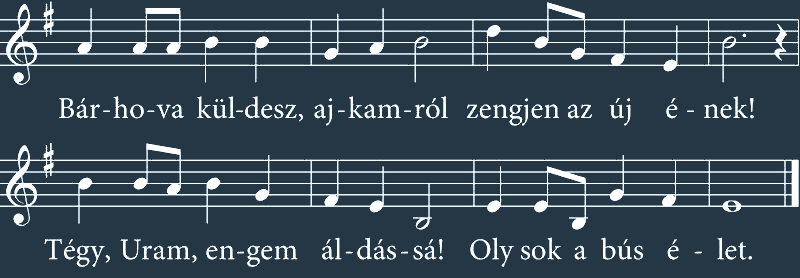 Bár-ho-va kül-desz, aj-kam-ról zengjen az új é - nek!
Tégy, Uram, en-gem ál-dás-sá! Oly sok a bús é - let.